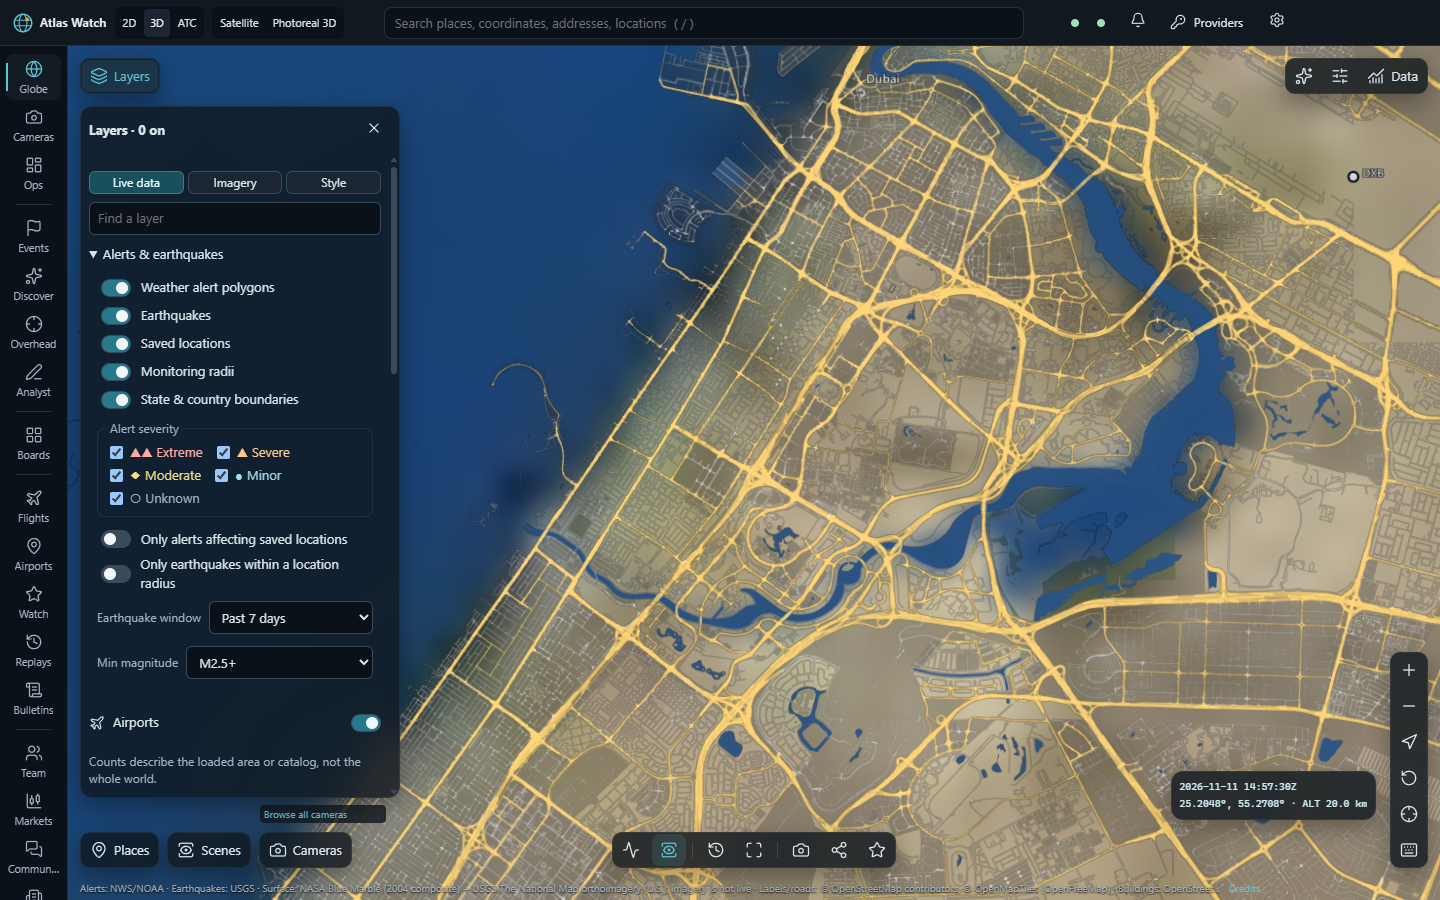 Atlas Watch
2D
3D
ATC
Satellite
Photoreal 3D
Search places, coordinates, addresses, locations ( / )
Providers
Globe
Cameras
Ops
Events
Discover
Overhead
Analyst
Boards
Flights
Airports
Watch
Replays
Bulletins
Team
Markets
Commun...
Layers
Layers · 0 on
Live data
Imagery
Style
Find a layer
Alerts & earthquakes
Weather alert polygons
Earthquakes
Saved locations
Monitoring radii
State & country boundaries
Alert severity
Extreme
Severe
Moderate
Minor
Unknown
Only alerts affecting saved locations
Only earthquakes within a location
radius
Earthquake window
Past 7 days
Min magnitude
M2.5+
Airports
Counts describe the loaded area or catalog, not the
whole world.
Browse all cameras
Places
Scenes
Cameras
Dubai
DXB
Data
2026-11-11 14:57:30Z
25.2048°, 55.2708° · ALT 20.0 km
Alerts: NWS/NOAA · Earthquakes: USGS · Surface: NASA Blue Marble (2004 composite) – USGS The National Map orthoimagery (U.S.); imagery is not live · Labels/roads: © OpenStreetMap contributors, © OpenMapTiles (OpenFreeMap) · Buildings: OpenStreet...
Credits